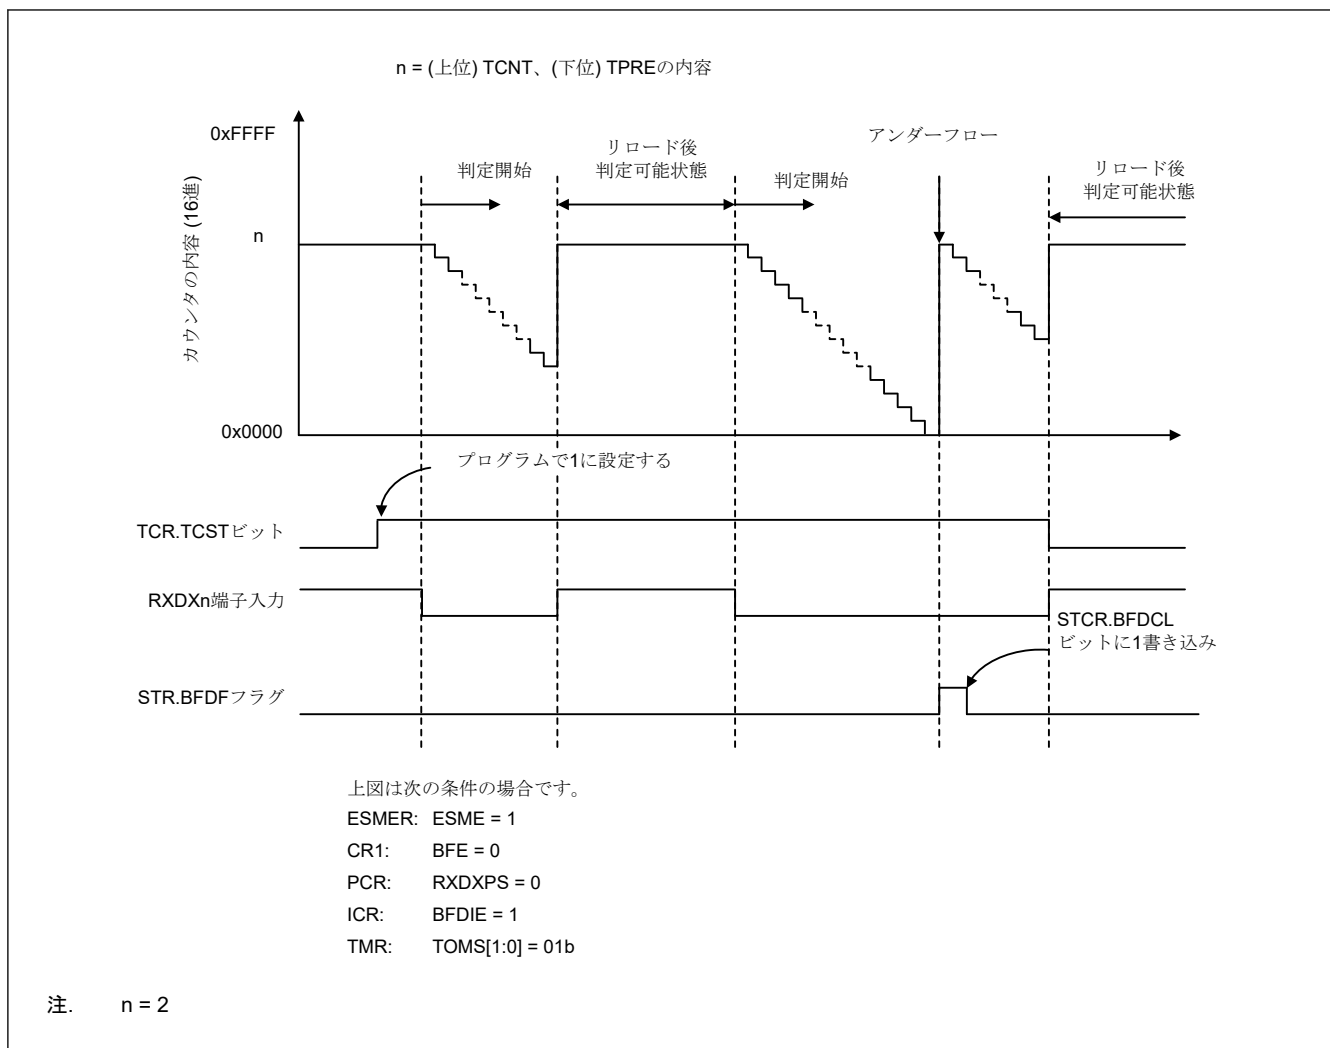 n = (上位) TCNT、(下位) TPREの内容
0xFFFF
アンダーフロー
リロード後
判定可能状態
判定開始
判定開始
リロード後
判定可能状態
カウンタの内容 (16進)
n
0x0000
プログラムで1に設定する
TCR.TCSTビット
RXDXn端子入力
STCR.BFDCL
ビットに1書き込み
STR.BFDFフラグ
上図は次の条件の場合です。
ESMER: ESME = 1
CR1: BFE = 0
PCR: RXDXPS = 0
ICR: BFDIE = 1
TMR: TOMS[1:0] = 01b
注. n = 2